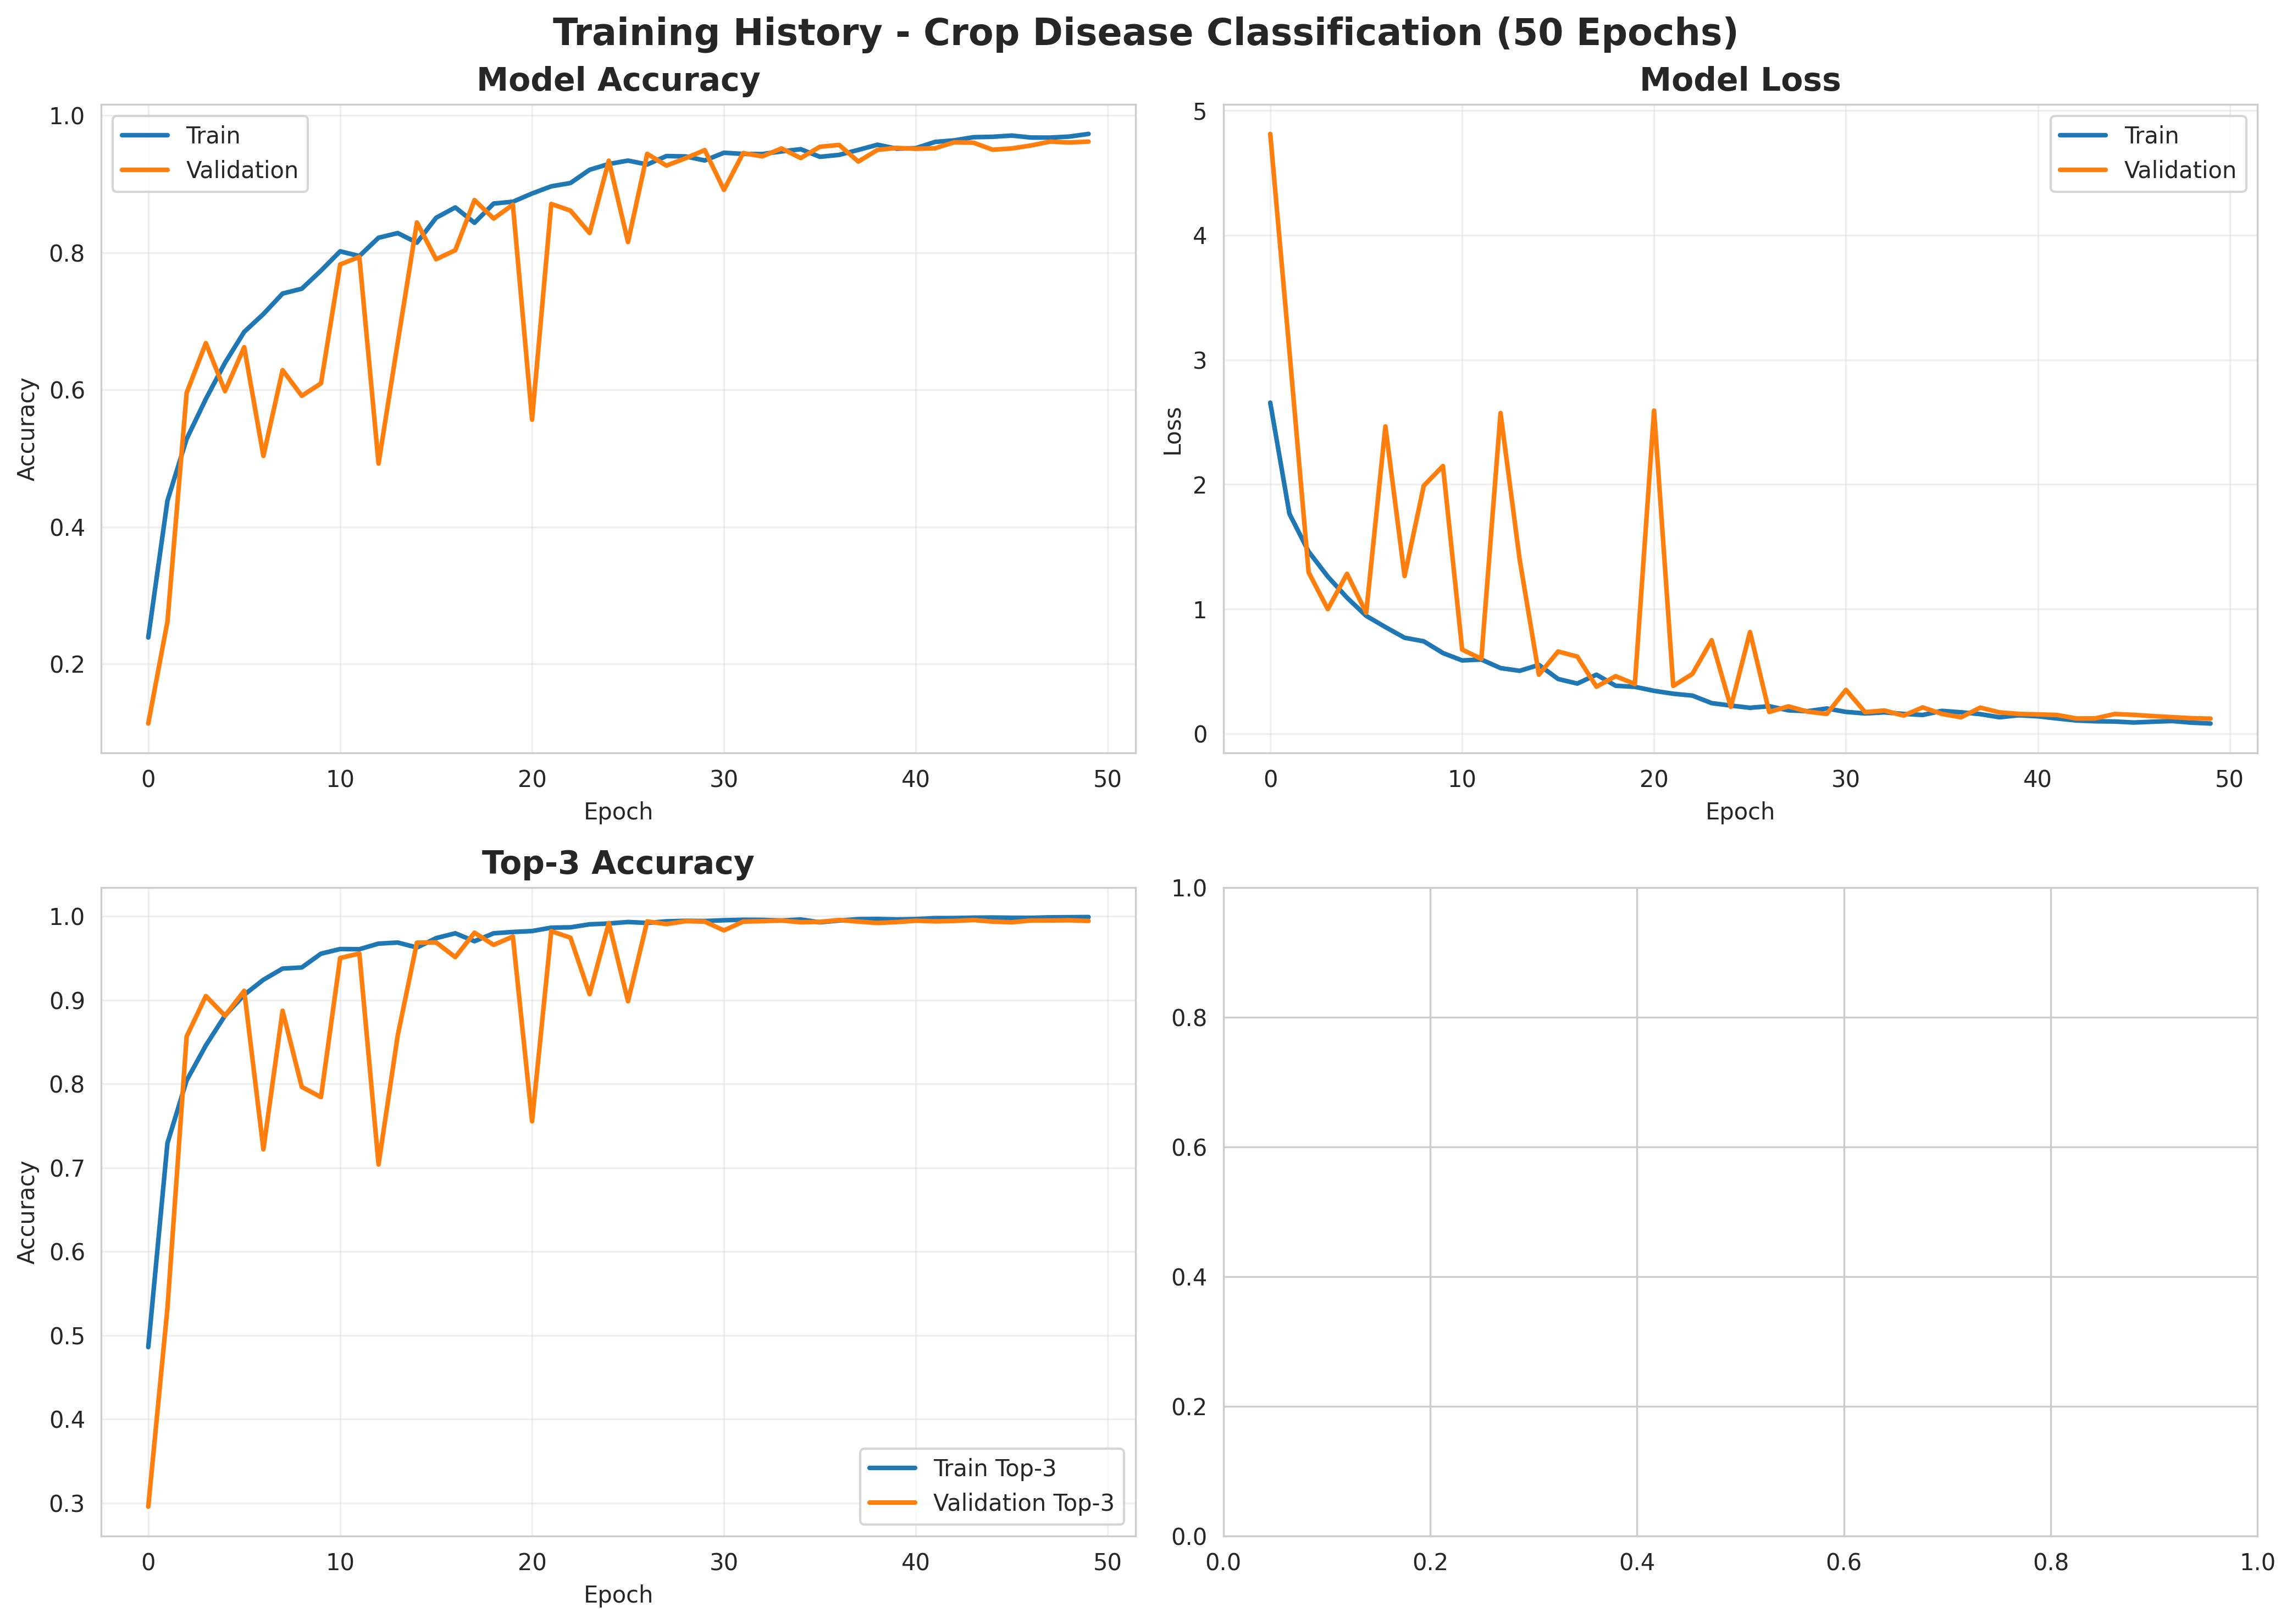 Training History - Crop Disease Classification (50 Epochs)
Model Accuracy
1.0
0.8
0.6
0.4
0.2
Accuracy
Train
Validation
0 10 20 30 40 50
Epoch
Model Loss
5
4
3
2
1
0
Loss
Train
Validation
0 10 20 30 40 50
Epoch
Top-3 Accuracy
1.0
0.9
0.8
0.7
0.6
0.5
0.4
0.3
Accuracy
Train Top-3
Validation Top-3
0 10 20 30 40 50
Epoch
1.0
0.8
0.6
0.4
0.2
0.0
0.0 0.2 0.4 0.6 0.8 1.0